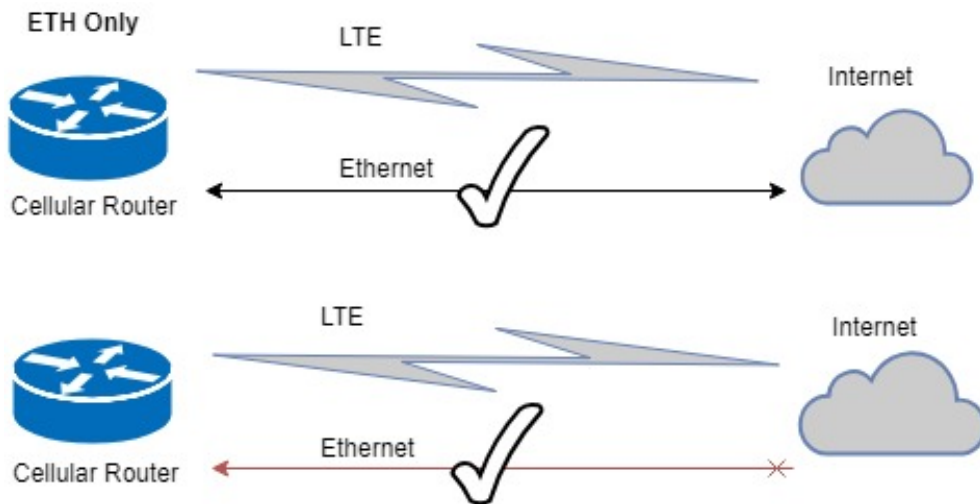 ETH Only
LTE
Internet
Ethernet
Cellular Router
LTE
Internet
Ethernet
Cellular Router